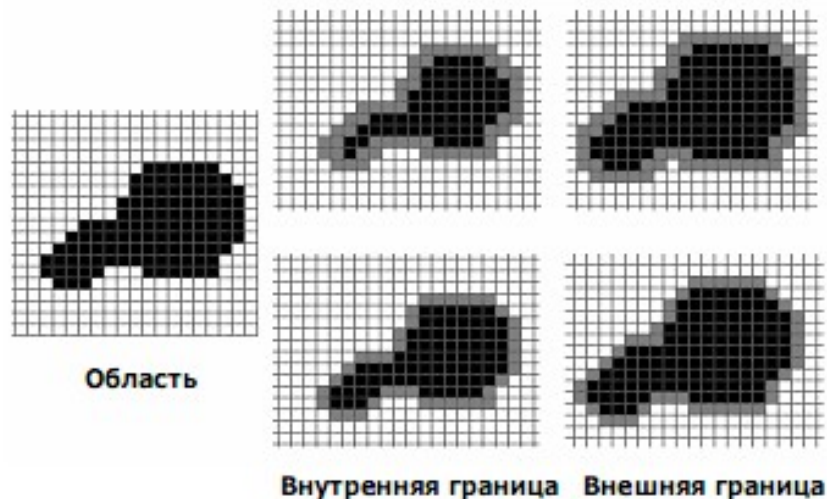 Область
Внутренняя граница
Внешняя граница